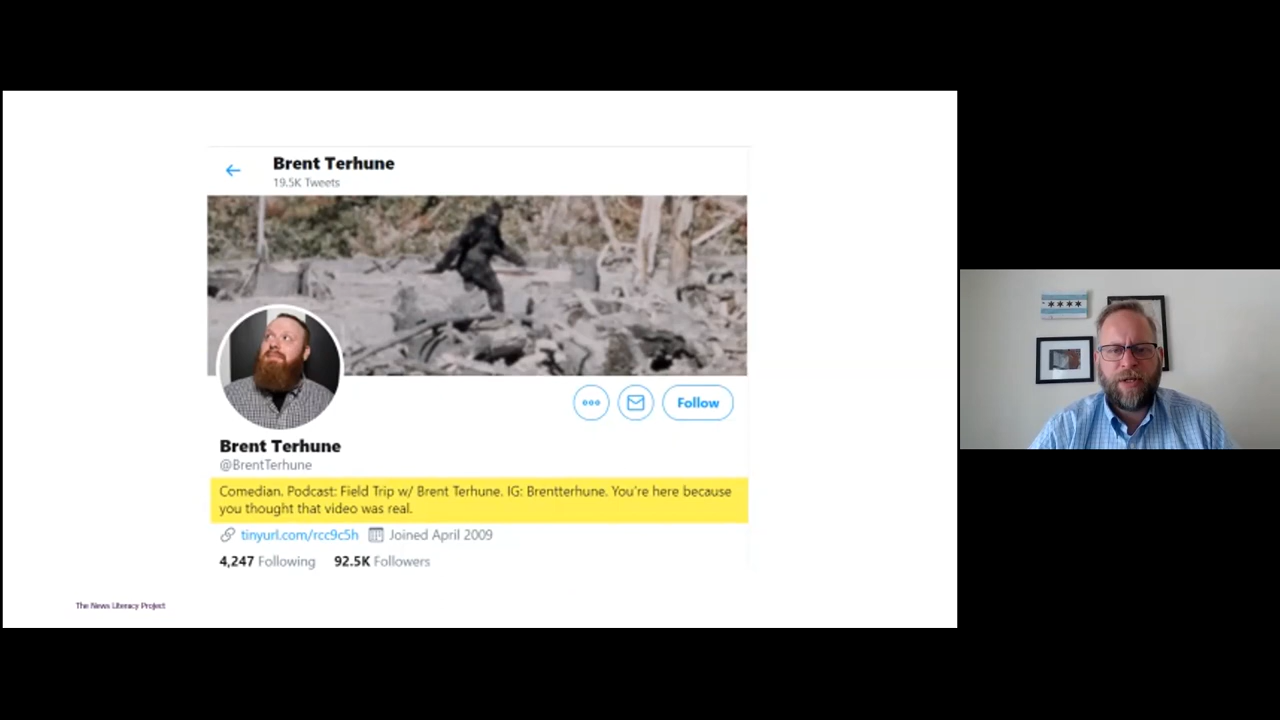 Brent Terhune
19.5K Tweets
Follow
Brent Terhune
@BrentTerhune
Comedian. Podcast: Field Trip w/ Brent Terhune. IG: Brentterhune. You're here because
you thought that video was real.
tinyurl.com/rcc9c5h Joined April 2009
4,247 Following 92.5K Followers
The News Literacy Project